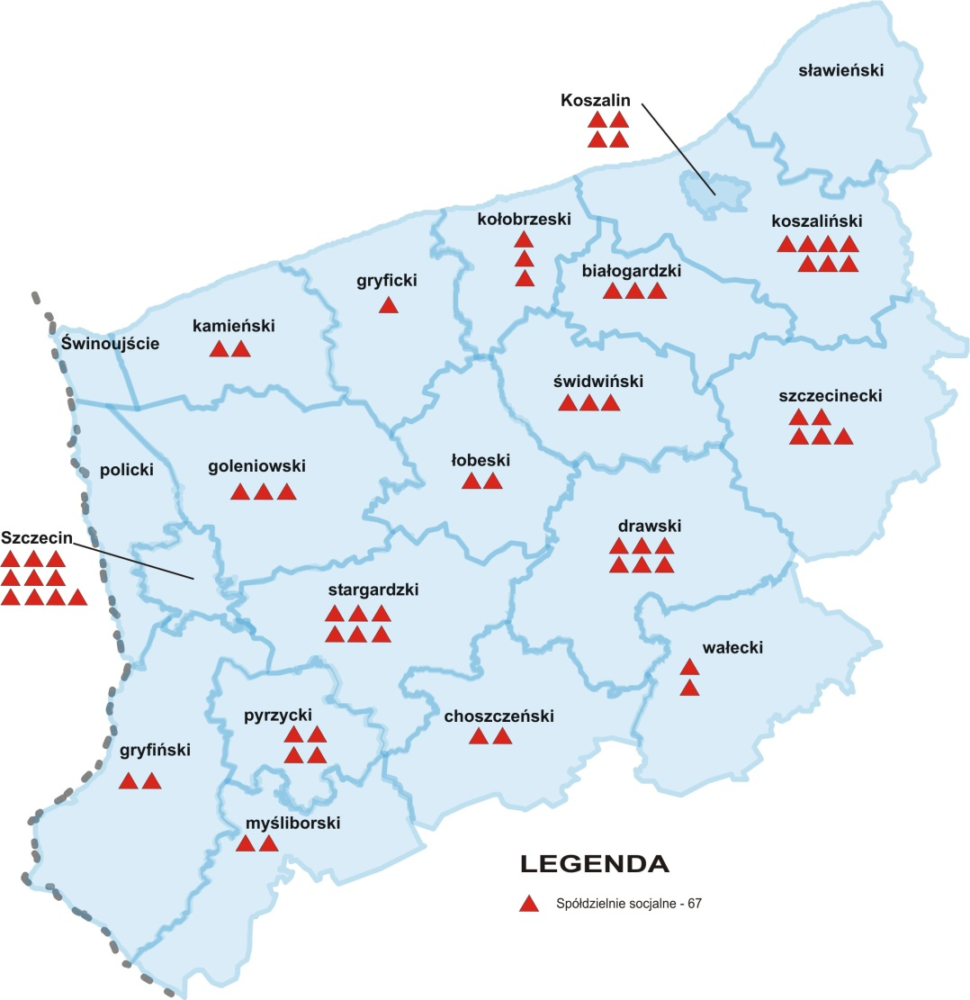 sławieński
Koszalin
kołobrzeski
koszaliński
białogardzki
gryficki
kamieński
Świnoujście
świdwiński
szczecinecki
policki
goleniowski
łobeski
drawski
Szczecin
stargardzki
wałecki
pyrzycki
choszczeński
gryfiński
myśliborski
LEGENDA
Spółdzielnie socjalne - 67